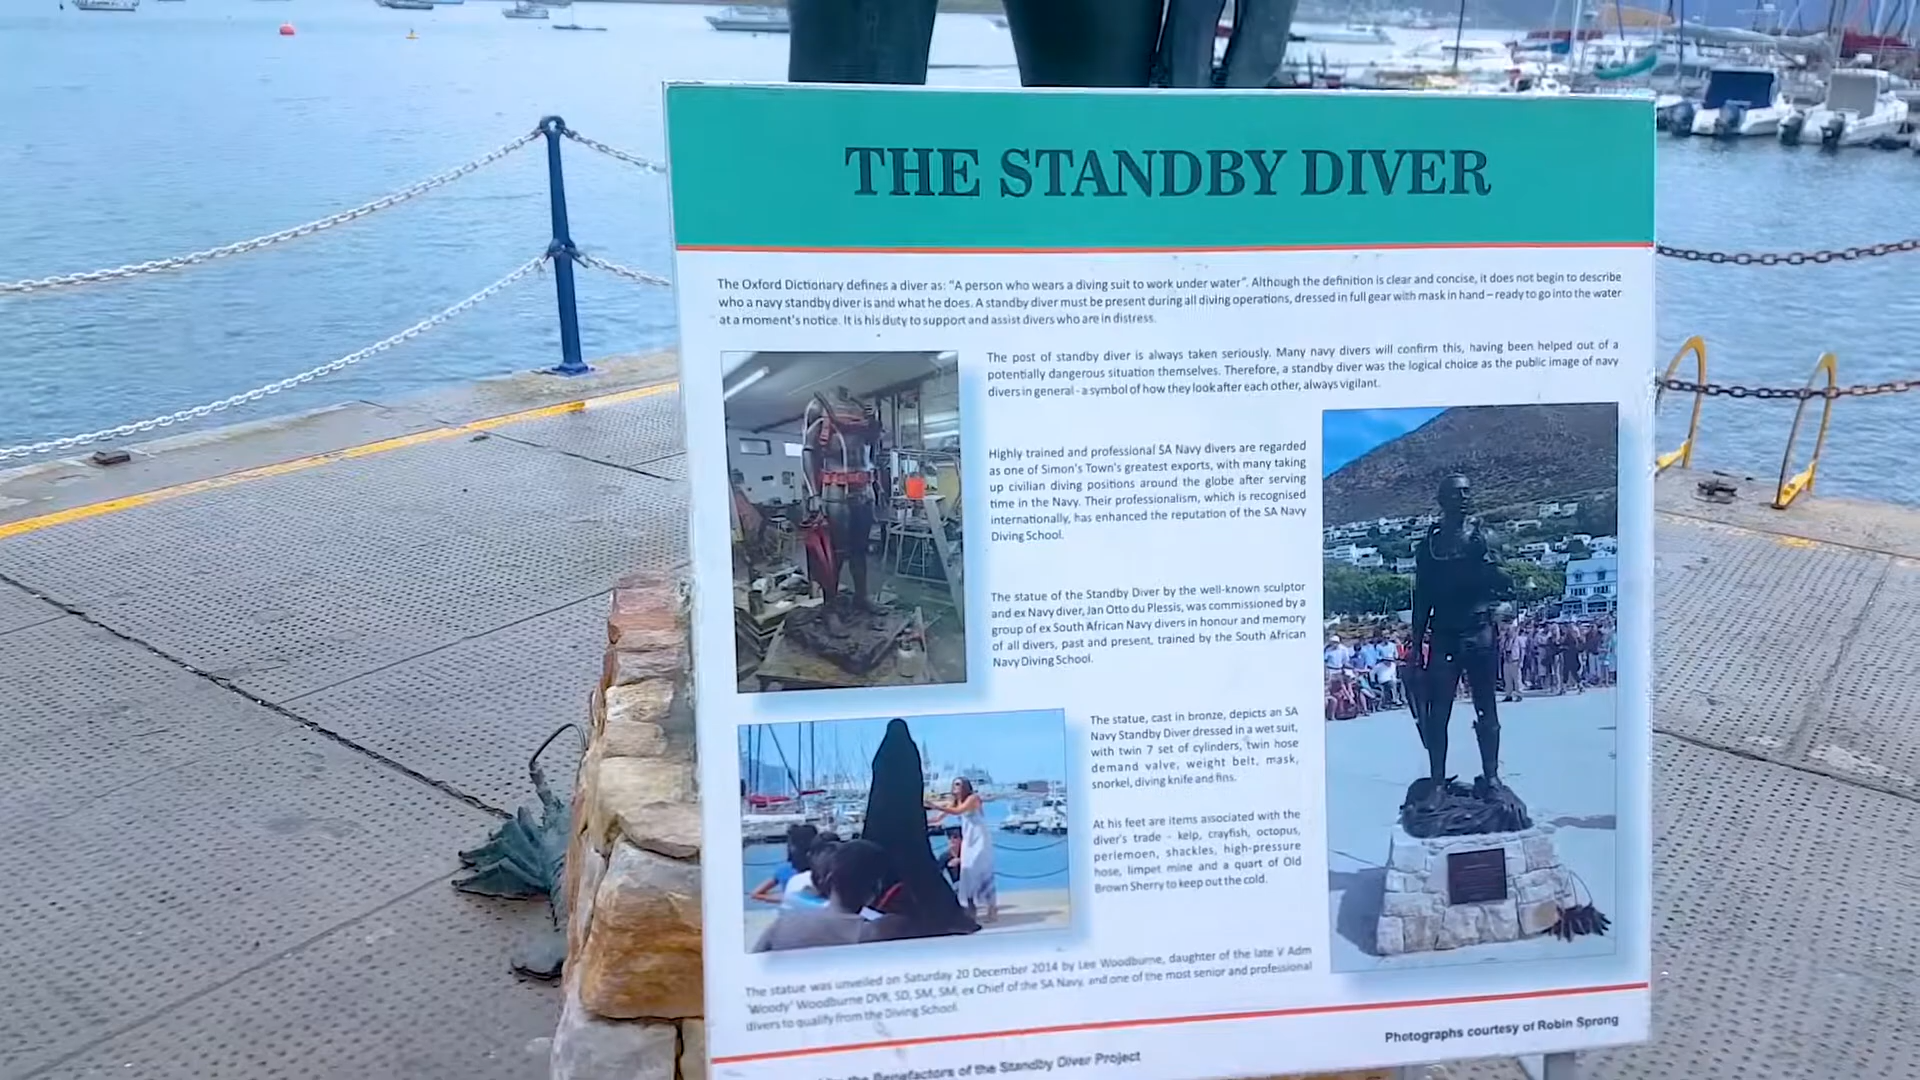 THE STANDBY DIVER
The Oxford Dictionary defines a diver as: "A person who wears a diving suit to work under water". Although the definition is clear and concise, it does not begin to describe
who a navy standby diver is and what he does. A standby diver must be present during all diving operations, dressed in full gear with mask in hand – ready to go into the water
at a moment's notice. It is his duty to support and assist divers who are in distress.
The post of standby diver is always taken seriously. Many navy divers will confirm this, having been helped out of a
potentially dangerous situation themselves. Therefore, a standby diver was the logical choice as the public image of navy
divers in general - a symbol of how they look after each other, always vigilant.
Highly trained and professional SA Navy divers are regarded
as one of Simon's Town's greatest exports, with many taking
up civilian diving positions around the globe after serving
time in the Navy. Their professionalism, which is recognised
internationally, has enhanced the reputation of the SA Navy
Diving School.
The statue of the Standby Diver by the well-known sculptor
and ex Navy diver, Jan Otto du Plessis, was commissioned by a
group of ex South African Navy divers in honour and memory
of all divers, past and present, trained by the South African
Navy Diving School.
The statue, cast in bronze, depicts an SA
Navy Standby Diver dressed in a wet suit,
with twin 7 set of cylinders, twin hose
demand valve, weight belt, mask,
snorkel, diving knife and fins.
At his feet are items associated with the
diver's trade - kelp, crayfish, octopus,
perlemoen, shackles, high-pressure
hose, limpet mine and a quart of Old
Brown Sherry to keep out the cold.
The statue was unveiled on Saturday 20 December 2014 by Lee Woodburne, daughter of the late V Adm
'Woody' Woodburne DVR, SD, SM, SM, ex Chief of the SA Navy, and one of the most senior and professional
divers to qualify from the Diving School.
Photographs courtesy of Robin Sprong
the Benefactors of the Standby Diver Project